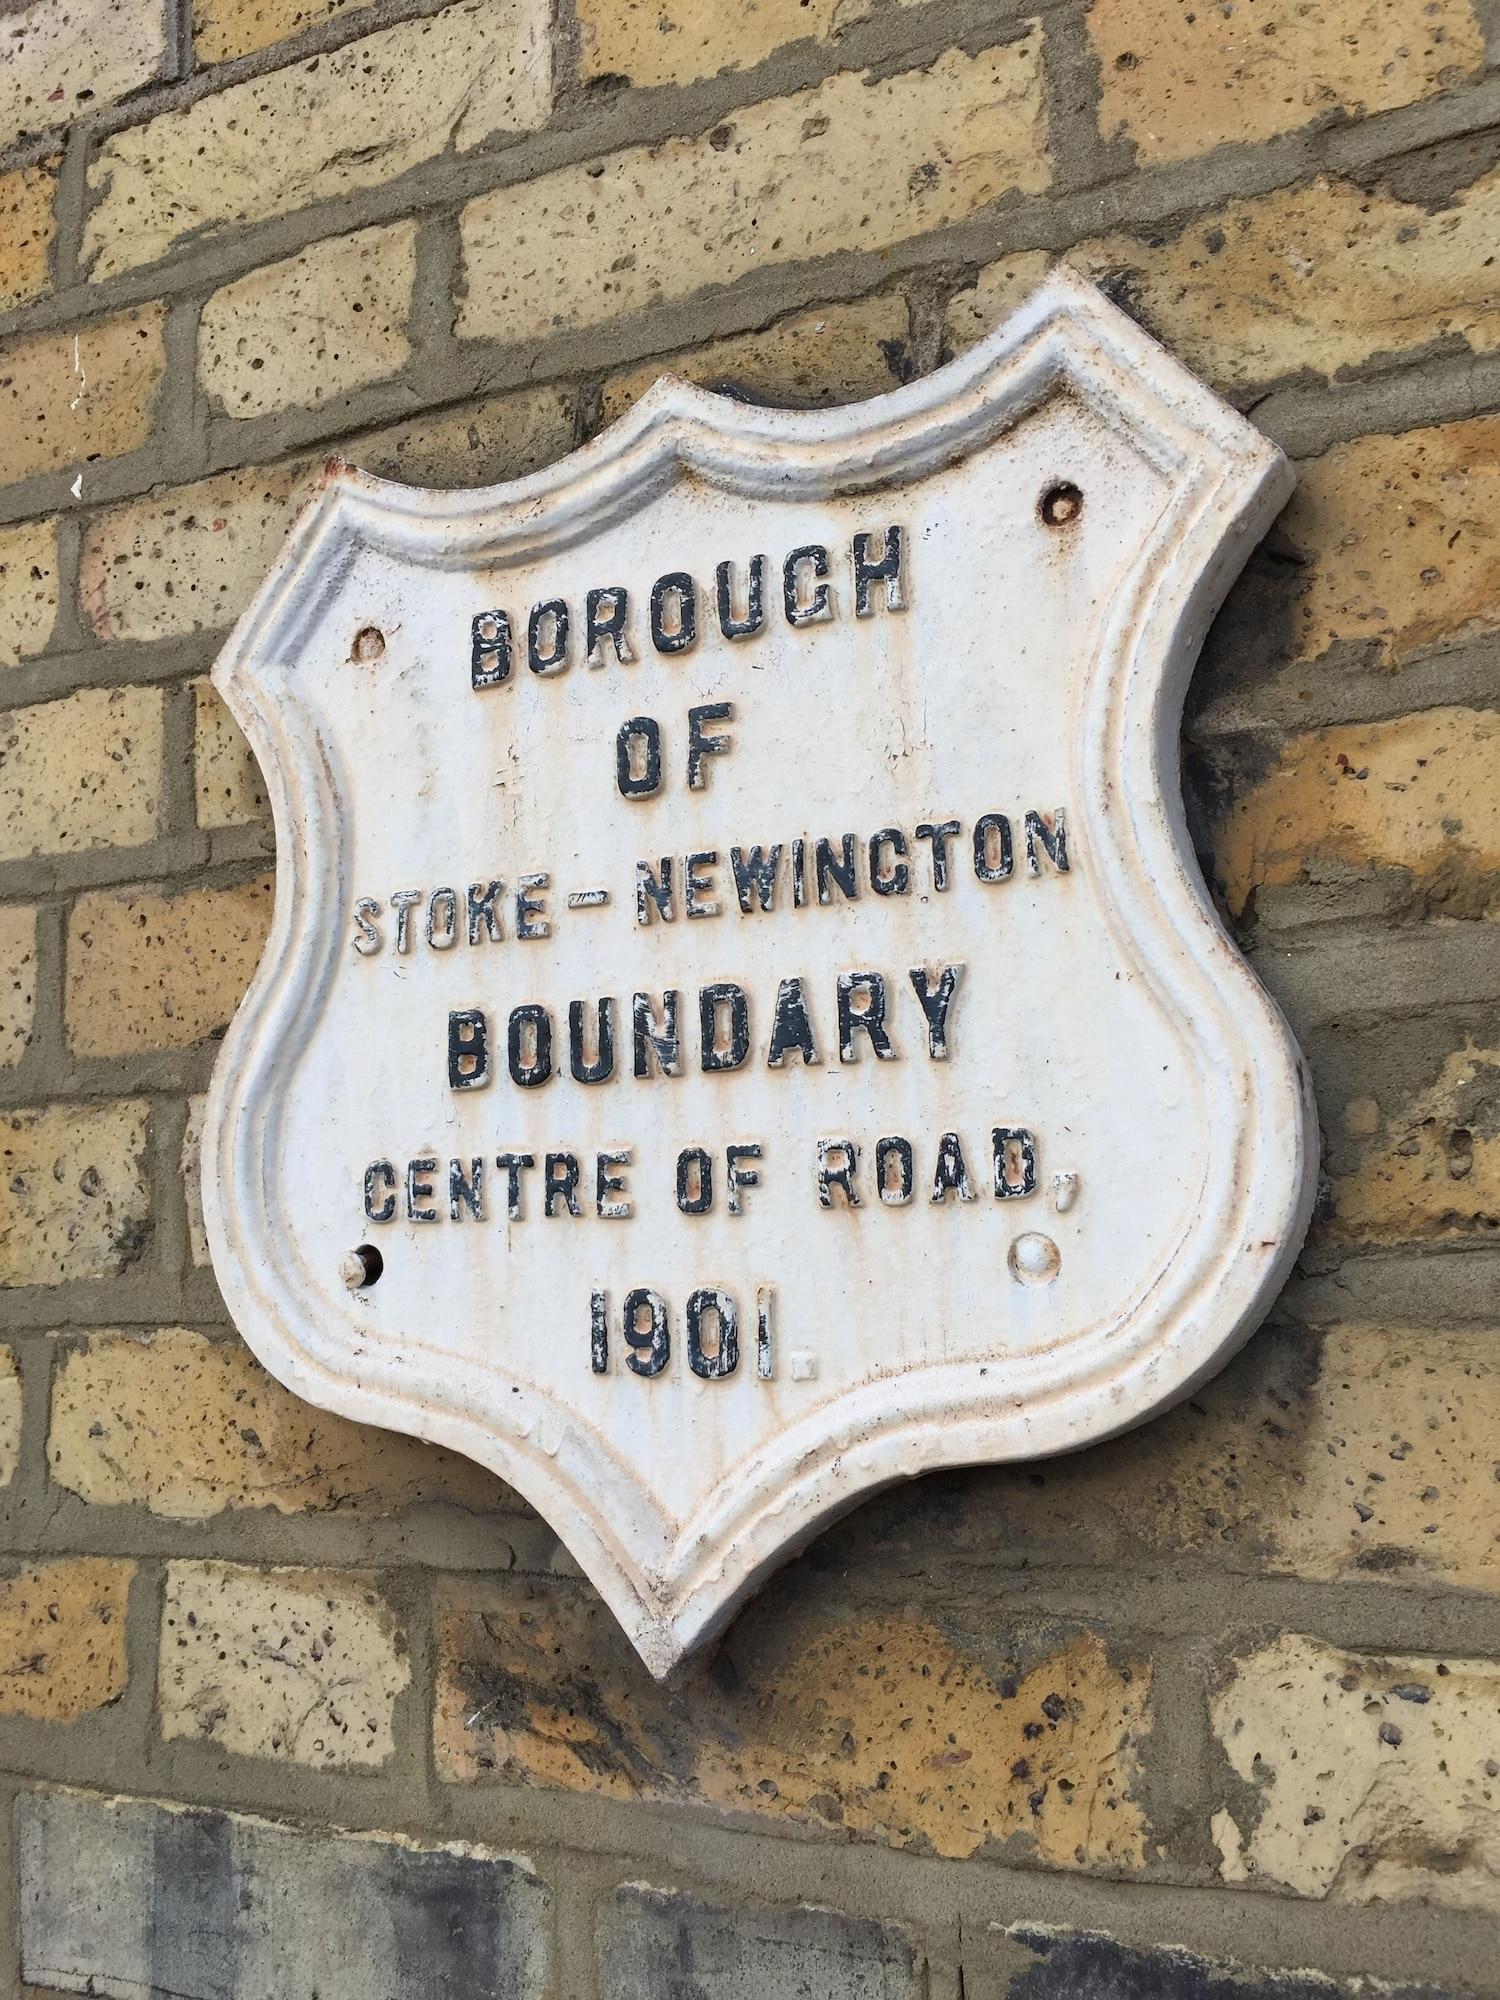 BOROUGH
OF
STOKE-NEWINGTON
BOUNDARY
CENTRE OF ROAD,
1901.